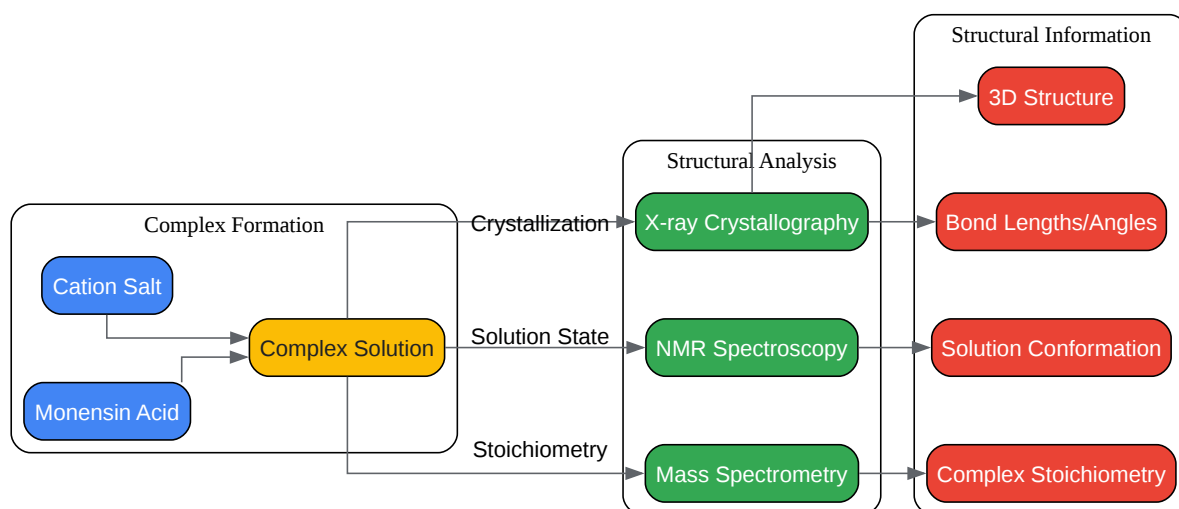 Structural Information
3D Structure
Structural Analysis
Complex Formation
Crystallization
X-ray Crystallography
Bond Lengths/Angles
Cation Salt
Complex Solution
Solution State
NMR Spectroscopy
Solution Conformation
Monensin Acid
Stoichiometry
Mass Spectrometry
Complex Stoichiometry